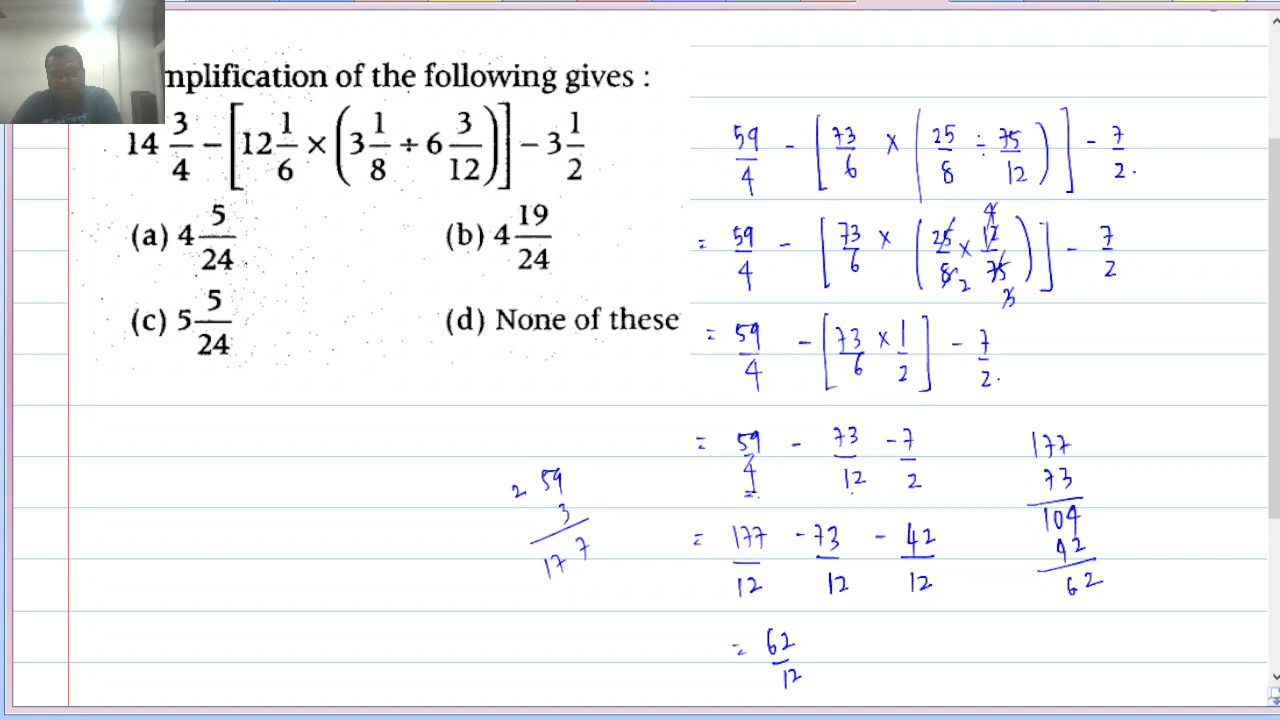 mplification of the following gives :
14 3/4 − [12 1/6 × (3 1/8 ÷ 6 3/12)] − 3 1/2
(a) 4 5/24 (b) 4 19/24
(c) 5 5/24 (d) None of these
59/4 - [73/6 × (25/8 ÷ 75/12)] - 7/2.
= 59/4 - [73/6 × (25/8 2 × 12 4/75 3)] - 7/2
= 59/4 - [73/6 × 1/2] - 7/2.
= 59/4 - 73/12 - 7/2
= 177/12 - 73/12 - 42/12
= 62/12
2 59
3
177
177
73
104
42
62